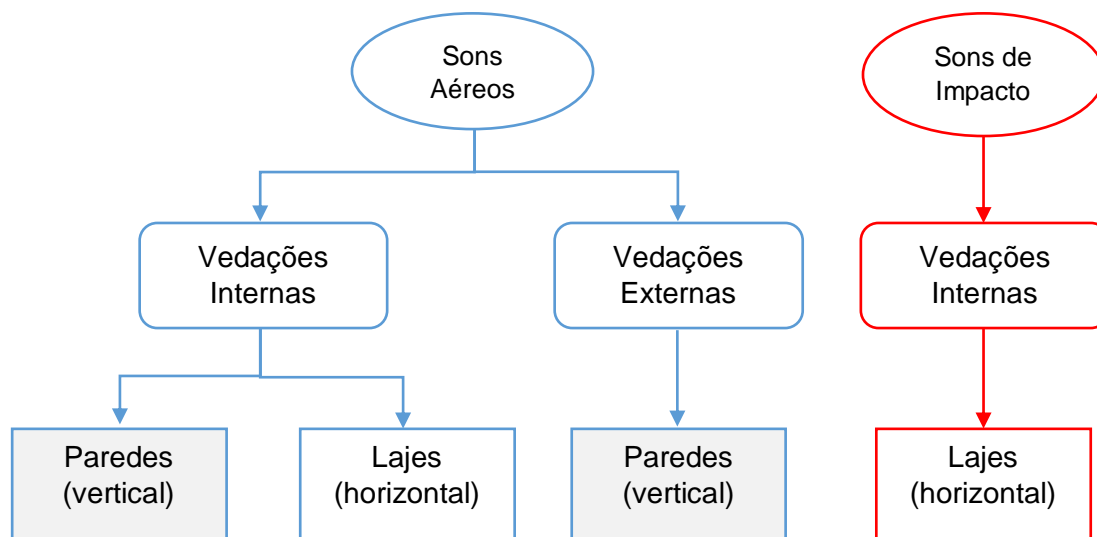 Sons
Aéreos
Sons de
Impacto
Vedações
Internas
Vedações
Externas
Vedações
Internas
Paredes
(vertical)
Lajes
(horizontal)
Paredes
(vertical)
Lajes
(horizontal)